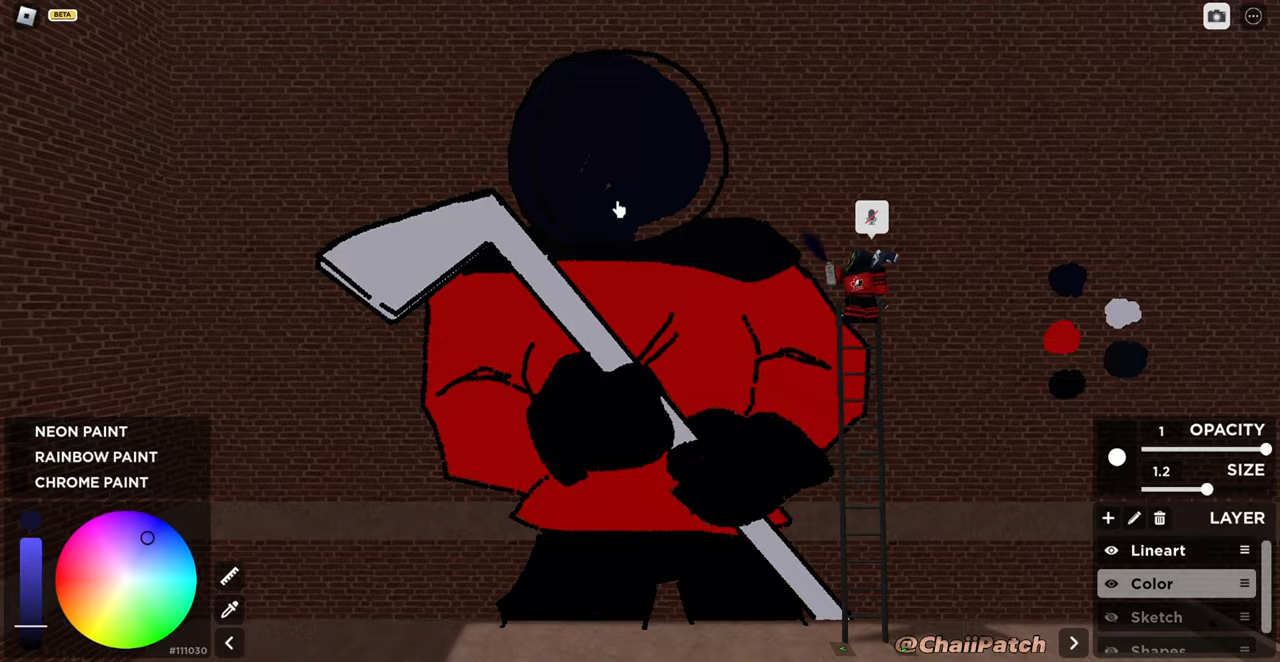 BETA
NEON PAINT
RAINBOW PAINT
CHROME PAINT
#111030
1 OPACITY
1.2 SIZE
LAYER
Lineart
Color
Sketch
Shapes
@ChaiiPatch